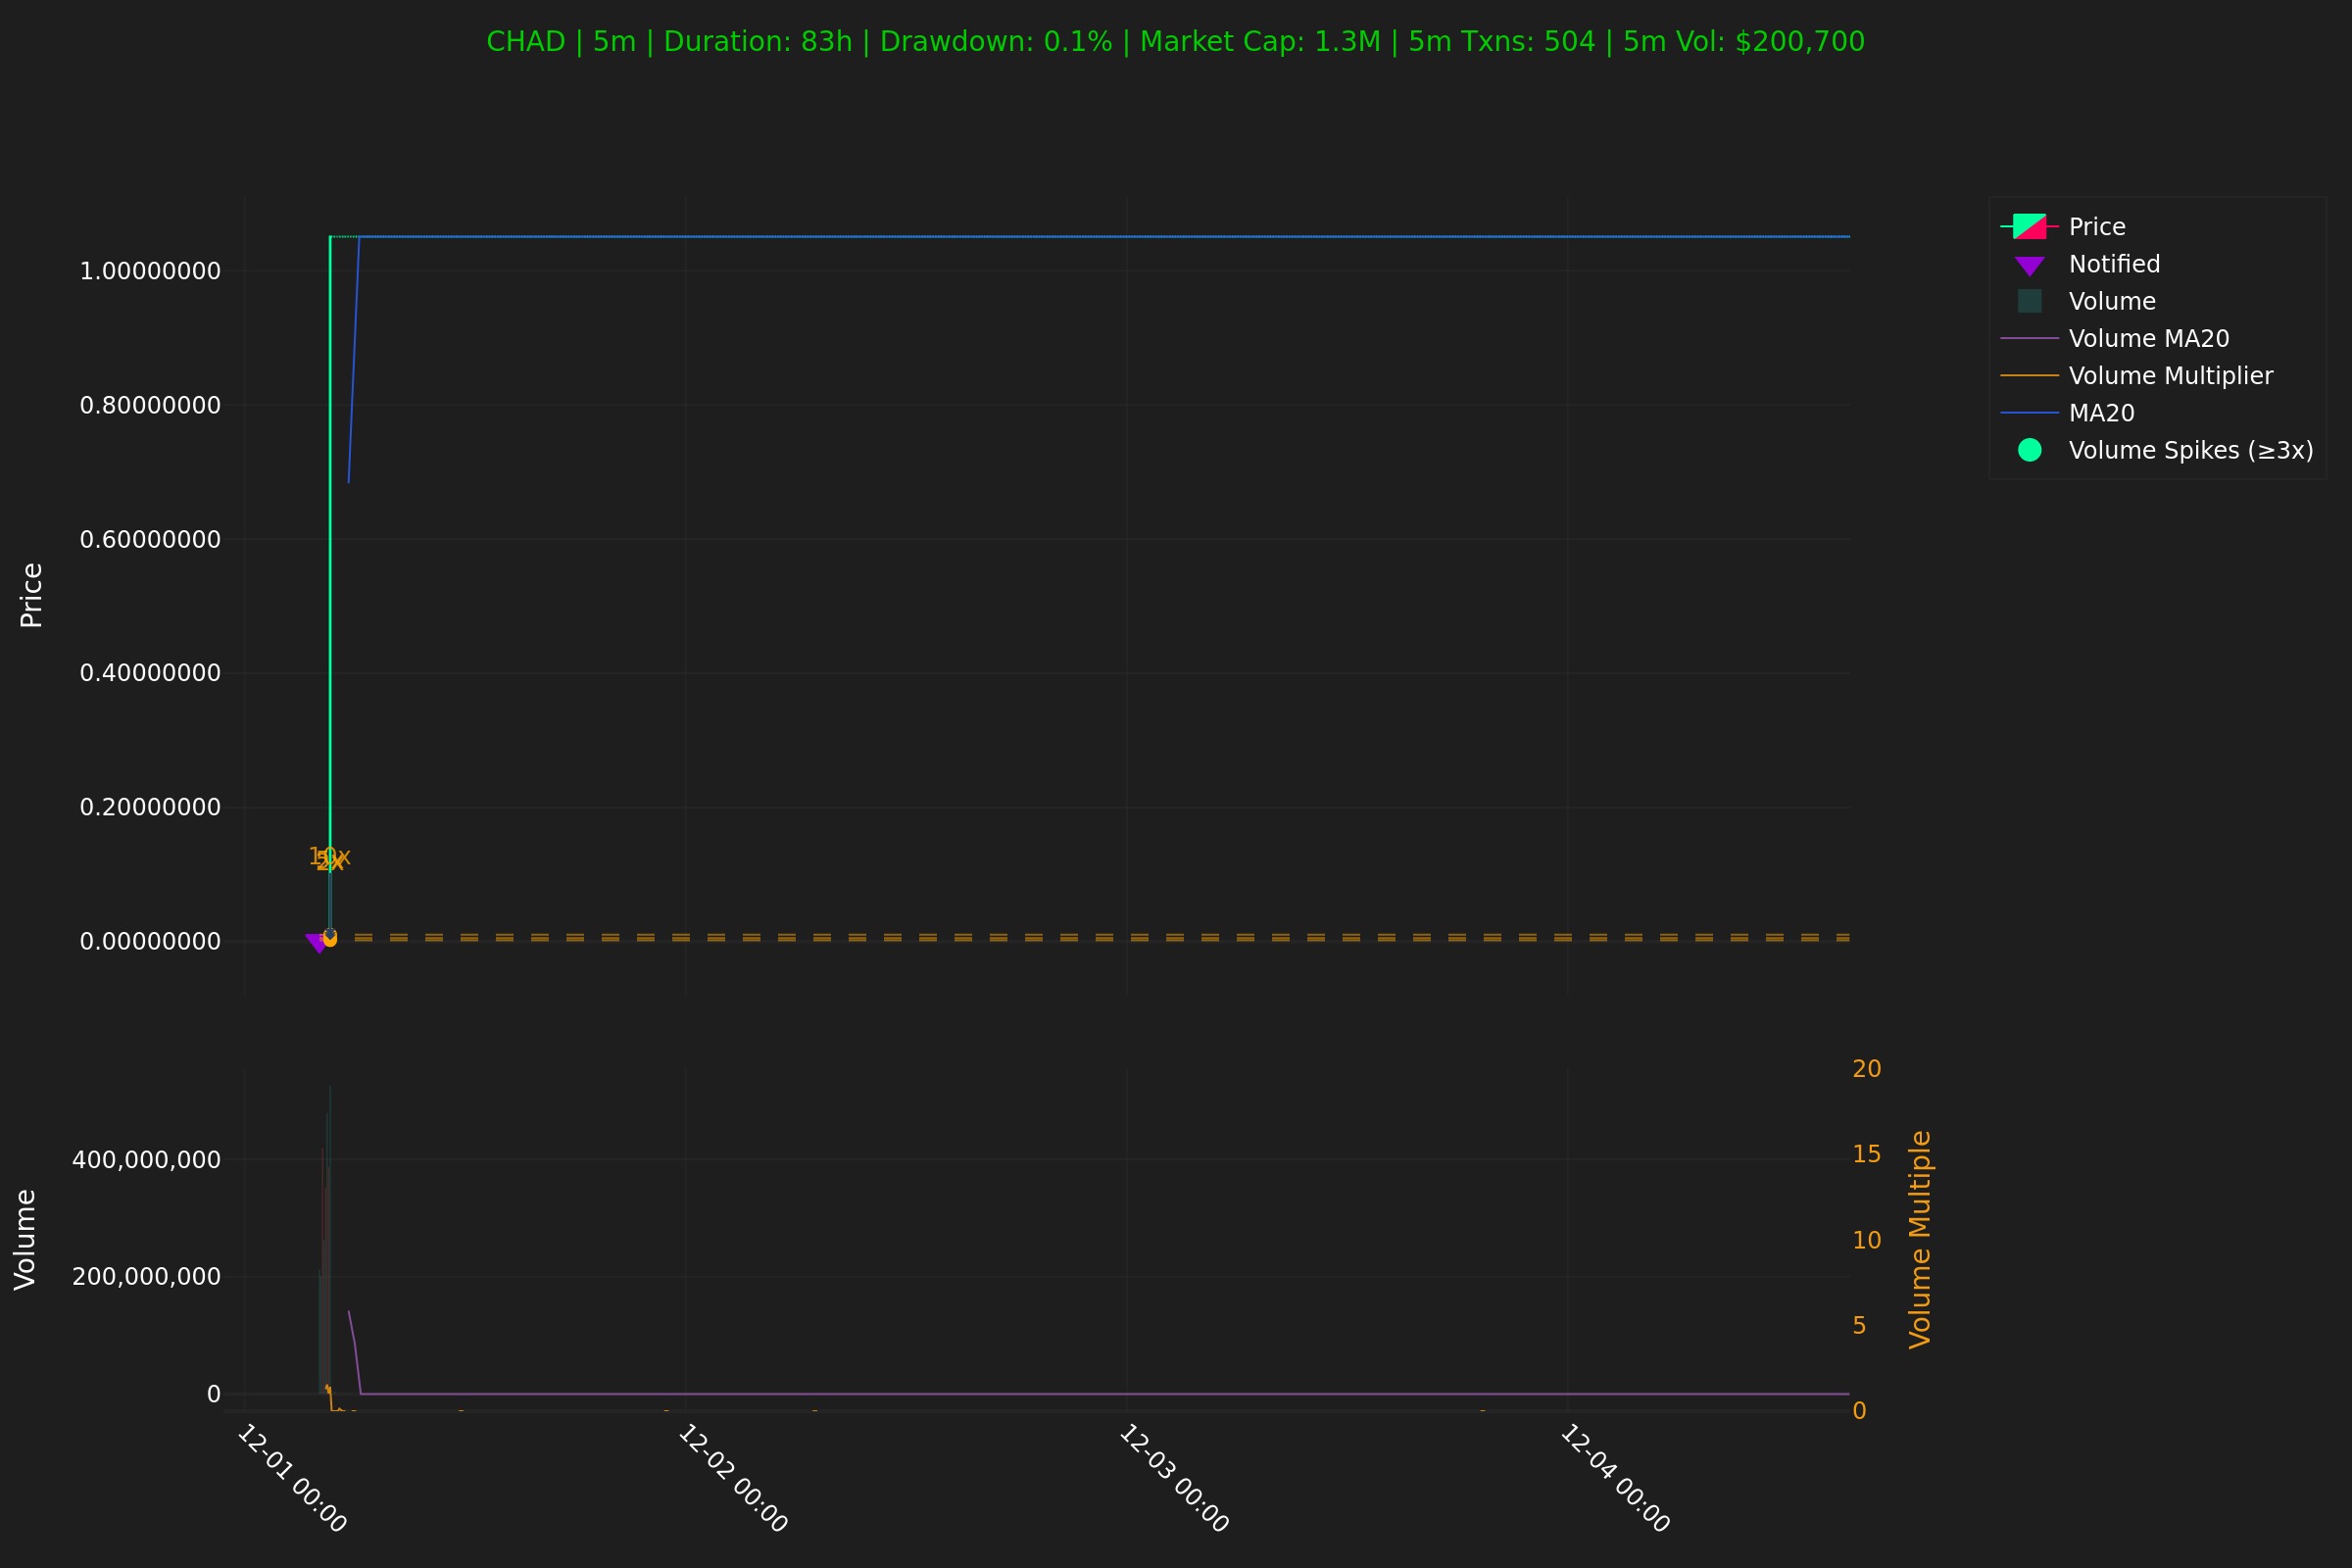 CHAD | 5m | Duration: 83h | Drawdown: 0.1% | Market Cap: 1.3M | 5m Txns: 504 | 5m Vol: $200,700
Price
Notified
Volume
Volume MA20
Volume Multiplier
MA20
Volume Spikes (≥3x)
Price
1.00000000
0.80000000
0.60000000
0.40000000
0.20000000
0.00000000
10x
Volume
400,000,000
200,000,000
0
20
15
10
5
0
Volume Multiple
12-01 00:00
12-02 00:00
12-03 00:00
12-04 00:00